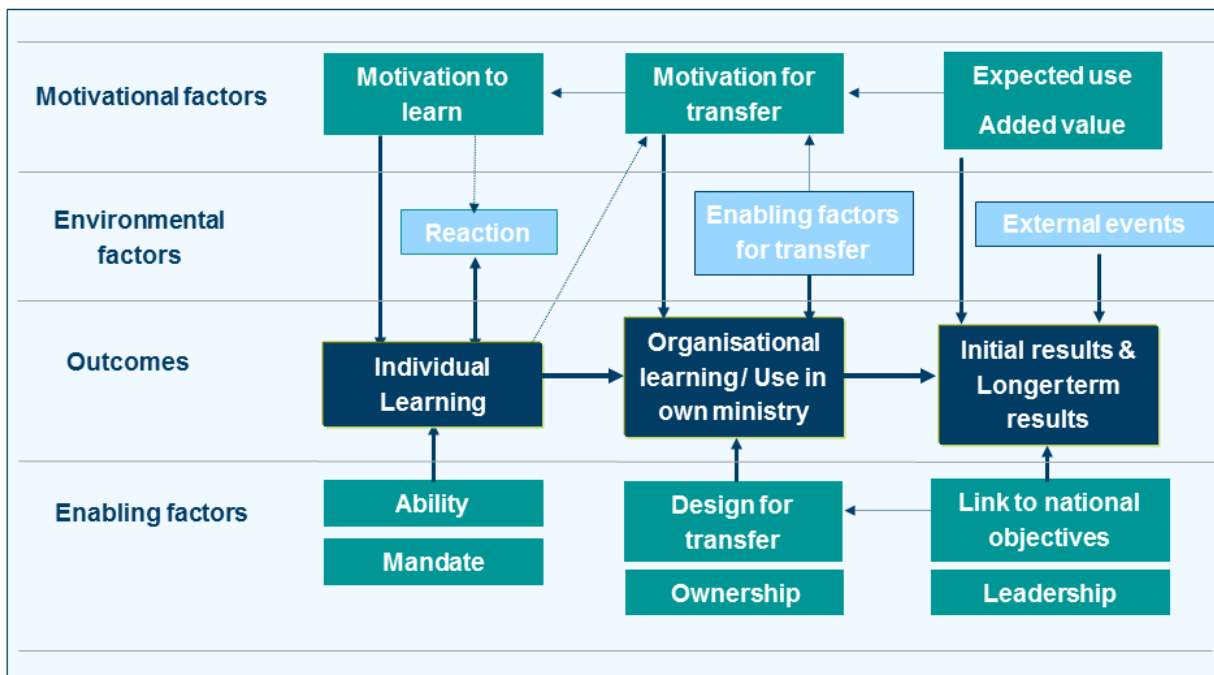 Motivational factors
Motivation to
learn
Motivation for
transfer
Expected use
Added value
Environmental
factors
Reaction
Enabling factors
for transfer
External events
Outcomes
Individual
Learning
Organisational
learning/ Use in
own ministry
Initial results &
Longer term
results
Enabling factors
Ability
Mandate
Design for
transfer
Ownership
Link to national
objectives
Leadership